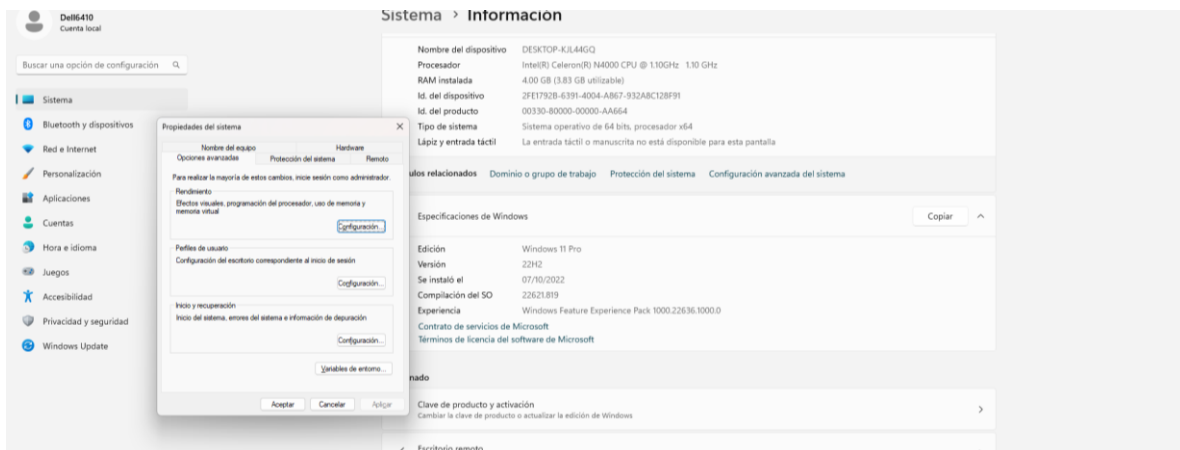 Dell6410
Cuenta local
Buscar una opción de configuración
Sistema
Bluetooth y dispositivos
Red e Internet
Personalización
Aplicaciones
Cuentas
Hora e idioma
Juegos
Accesibilidad
Privacidad y seguridad
Windows Update
Propiedades del sistema
Nombre del equipo Hardware
Opciones avanzadas Protección del sistema Remoto
Para realizar la mayoría de estos cambios, inicie sesión como administrador.
Rendimiento
Efectos visuales, programación del procesador, uso de memoria y
memoria virtual
Configuración...
Perfiles de usuario
Configuración del escritorio correspondiente al inicio de sesión
Configuración...
Inicio y recuperación
Inicio del sistema, errores del sistema e información de depuración
Configuración...
Variables de entorno...
Aceptar Cancelar Aplicar
Sistema > Información
Nombre del dispositivo DESKTOP-KJL44GQ
Procesador Intel(R) Celeron(R) N4000 CPU @ 1.10GHz 1.10 GHz
RAM instalada 4.00 GB (3.83 GB utilizable)
Id. del dispositivo 2FE1792B-6391-4004-A867-932A8C128F91
Id. del producto 00330-80000-00000-AA664
Tipo de sistema Sistema operativo de 64 bits, procesador x64
Lápiz y entrada táctil La entrada táctil o manuscrita no está disponible para esta pantalla
ulos relacionados Dominio o grupo de trabajo Protección del sistema Configuración avanzada del sistema
Especificaciones de Windows Copiar
Edición Windows 11 Pro
Versión 22H2
Se instaló el 07/10/2022
Compilación del SO 22621.819
Experiencia Windows Feature Experience Pack 1000.22636.1000.0
Contrato de servicios de Microsoft
Términos de licencia del software de Microsoft
nado
Clave de producto y activación
Cambiar la clave de producto o actualizar la edición de Windows
Escritorio remoto